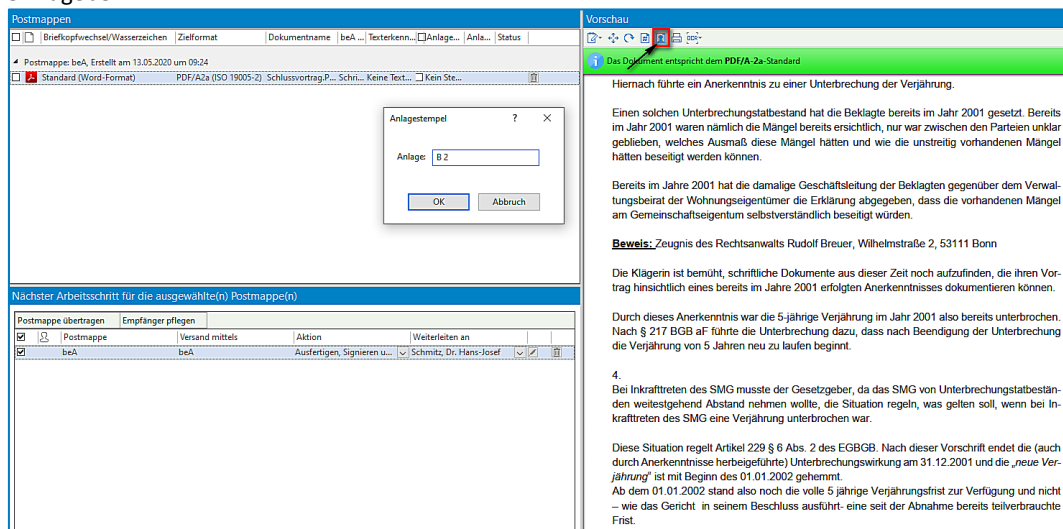 Postmappen
Briefkopfwechsel/Wasserzeichen Zielformat Dokumentname beA ... Texterkenn... Anlage... Anla... Status
Postmappe: beA, Erstellt am 13.05.2020 um 09:24
Standard (Word-Format) PDF/A2a (ISO 19005-2) Schlussvortrag.P... Schri... Keine Text... Kein Ste...
Anlagestempel ? ×
Anlage: B 2
OK Abbruch
Nächster Arbeitsschritt für die ausgewählte(n) Postmappe(n)
Postmappe übertragen Empfänger pflegen
Postmappe Versand mittels Aktion Weiterleiten an
beA beA Ausfertigen, Signieren u... Schmitz, Dr. Hans-Josef
Vorschau
Das Dokument entspricht dem PDF/A-2a-Standard
Hiernach führte ein Anerkenntnis zu einer Unterbrechung der Verjährung.
Einen solchen Unterbrechungstatbestand hat die Beklagte bereits im Jahr 2001 gesetzt. Bereits
im Jahr 2001 waren nämlich die Mängel bereits ersichtlich, nur war zwischen den Parteien unklar
geblieben, welches Ausmaß diese Mängel hätten und wie die unstreitig vorhandenen Mängel
hätten beseitigt werden können.
Bereits im Jahre 2001 hat die damalige Geschäftsleitung der Beklagten gegenüber dem Verwal-
tungsbeirat der Wohnungseigentümer die Erklärung abgegeben, dass die vorhandenen Mängel
am Gemeinschaftseigentum selbstverständlich beseitigt würden.
Beweis: Zeugnis des Rechtsanwalts Rudolf Breuer, Wilhelmstraße 2, 53111 Bonn
Die Klägerin ist bemüht, schriftliche Dokumente aus dieser Zeit noch aufzufinden, die ihren Vor-
trag hinsichtlich eines bereits im Jahre 2001 erfolgten Anerkenntnisses dokumentieren können.
Durch dieses Anerkenntnis war die 5-jährige Verjährung im Jahr 2001 also bereits unterbrochen.
Nach § 217 BGB aF führte die Unterbrechung dazu, dass nach Beendigung der Unterbrechung
die Verjährung von 5 Jahren neu zu laufen beginnt.
4.
Bei Inkrafttreten des SMG musste der Gesetzgeber, da das SMG von Unterbrechungstatbestän-
den weitestgehend Abstand nehmen wollte, die Situation regeln, was gelten soll, wenn bei In-
krafttreten des SMG eine Verjährung unterbrochen war.
Diese Situation regelt Artikel 229 § 6 Abs. 2 des EGBGB. Nach dieser Vorschrift endet die (auch
durch Anerkenntnisse herbeigeführte) Unterbrechungswirkung am 31.12.2001 und die „neue Ver-
jährung" ist mit Beginn des 01.01.2002 gehemmt.
Ab dem 01.01.2002 stand also noch die volle 5 jährige Verjährungsfrist zur Verfügung und nicht
– wie das Gericht in seinem Beschluss ausführt- eine seit der Abnahme bereits teilverbrauchte
Frist.